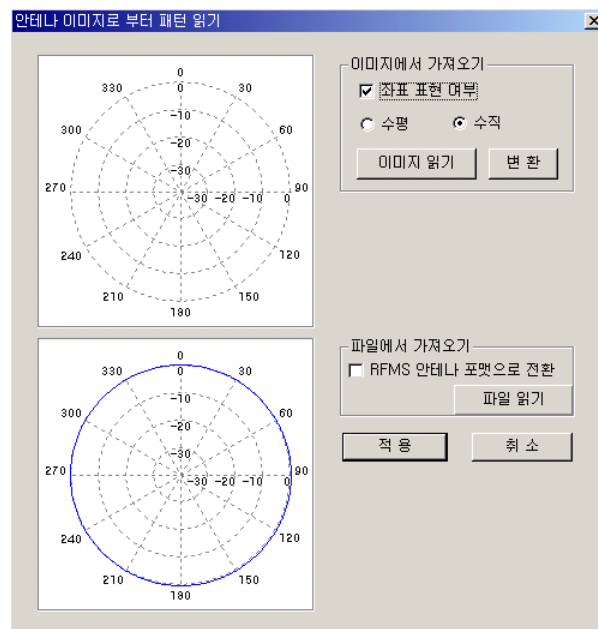 안테나 이미지로 부터 패턴 읽기
0
330 0 30
-10
300 60
-20
-30
270 -30 -20 -10 0 90
240 120
210 150
180
이미지에서 가져오기
좌표 표현 여부
수평 수직
이미지 읽기 변 환
0
330 30
-10
300 60
-20
-30
270 -30 -20 -10 0 90
240 120
210 150
180
파일에서 가져오기
RFMS 안테나 포맷으로 전환
파일 읽기
적 용 취 소